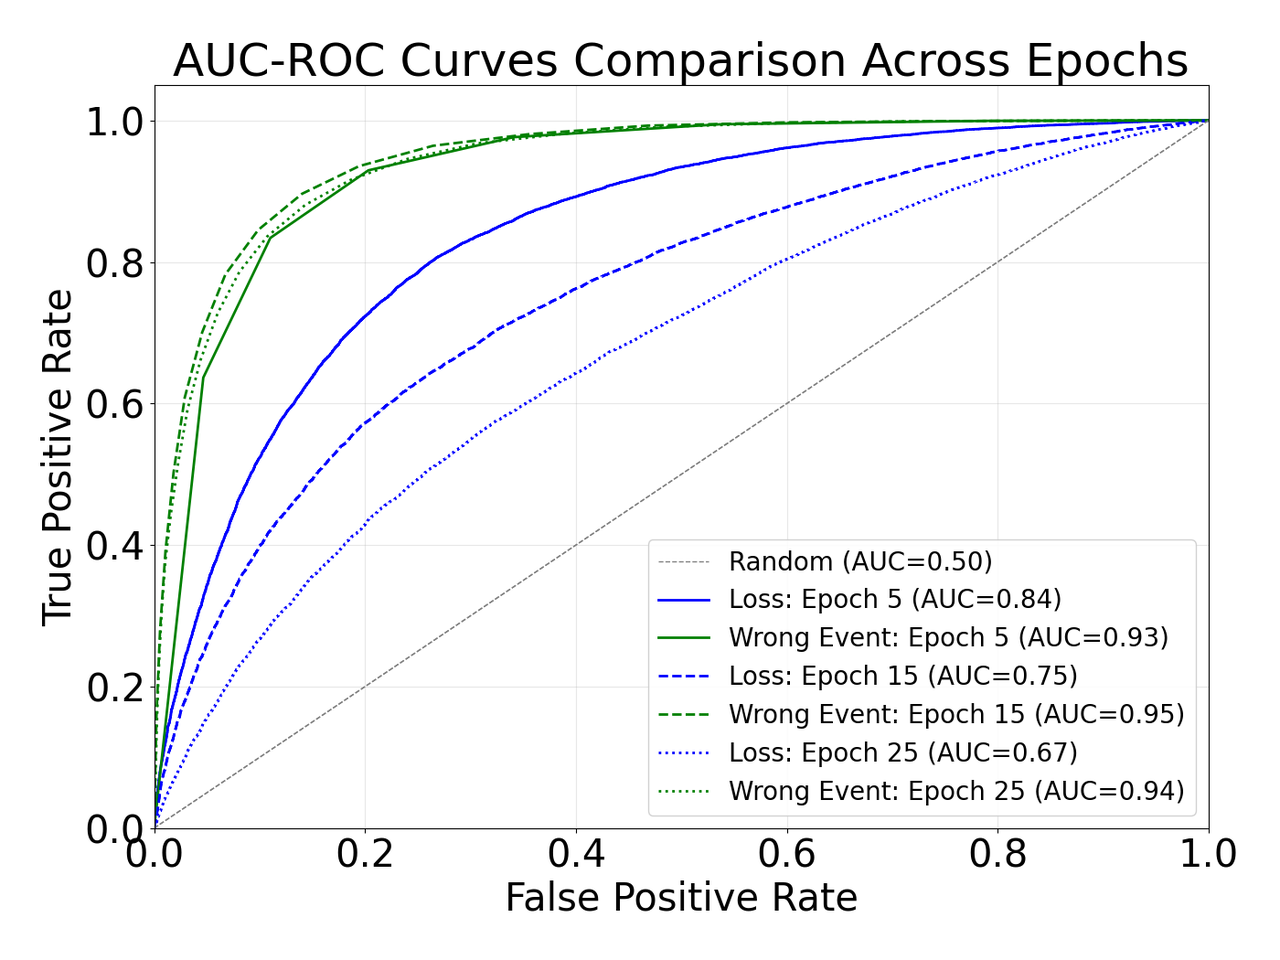 AUC-ROC Curves Comparison Across Epochs
True Positive Rate
1.0
0.8
0.6
0.4
0.2
0.0
Random (AUC=0.50)
Loss: Epoch 5 (AUC=0.84)
Wrong Event: Epoch 5 (AUC=0.93)
Loss: Epoch 15 (AUC=0.75)
Wrong Event: Epoch 15 (AUC=0.95)
Loss: Epoch 25 (AUC=0.67)
Wrong Event: Epoch 25 (AUC=0.94)
0.0 0.2 0.4 0.6 0.8 1.0
False Positive Rate